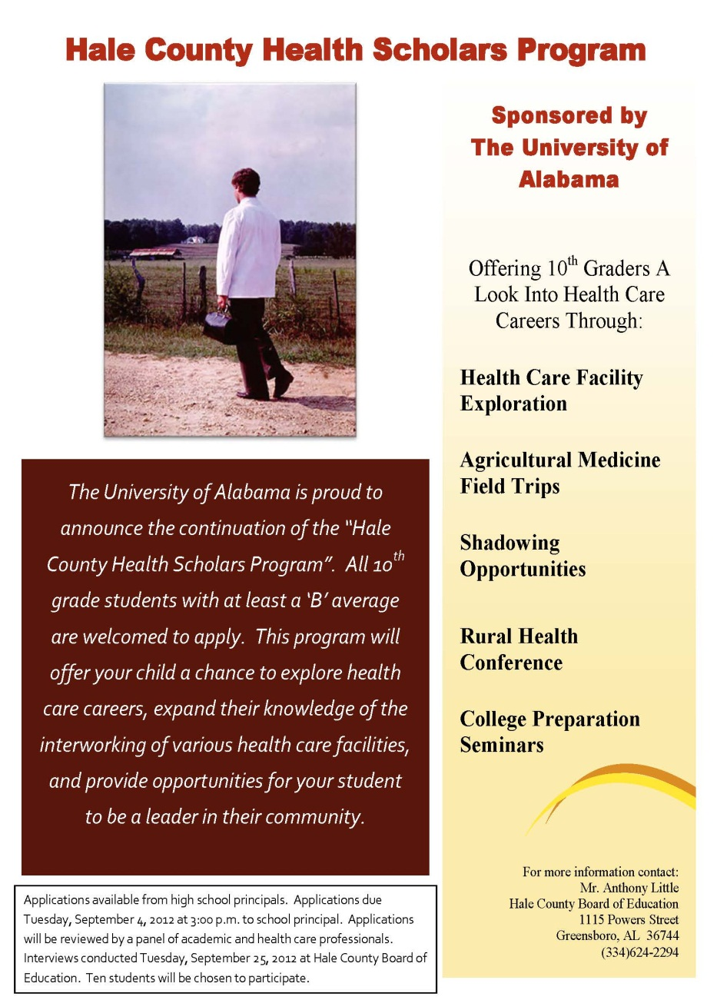 Hale County Health Scholars Program
Sponsored by
The University of
Alabama
Offering 10th Graders A
Look Into Health Care
Careers Through:
Health Care Facility
Exploration
Agricultural Medicine
Field Trips
Shadowing
Opportunities
Rural Health
Conference
College Preparation
Seminars
The University of Alabama is proud to
announce the continuation of the “Hale
County Health Scholars Program”. All 10th
grade students with at least a ‘B’ average
are welcomed to apply. This program will
offer your child a chance to explore health
care careers, expand their knowledge of the
interworking of various health care facilities,
and provide opportunities for your student
to be a leader in their community.
Applications available from high school principals. Applications due
Tuesday, September 4, 2012 at 3:00 p.m. to school principal. Applications
will be reviewed by a panel of academic and health care professionals.
Interviews conducted Tuesday, September 25, 2012 at Hale County Board of
Education. Ten students will be chosen to participate.
For more information contact:
Mr. Anthony Little
Hale County Board of Education
1115 Powers Street
Greensboro, AL 36744
(334)624-2294